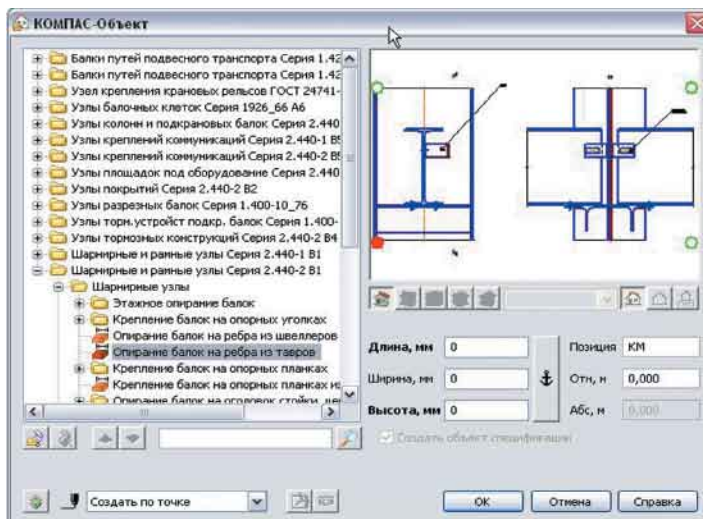 КОМПАС-Объект
Балки путей подвесного транспорта Серия 1.42
Балки путей подвесного транспорта Серия 1.42
Узел крепления крановых рельсов ГОСТ 24741-
Узлы балочных клеток Серия 1926_66 А6
Узлы колонн и подкрановых балок Серия 2.440
Узлы креплений коммуникаций Серия 2.440-1 В5
Узлы креплений коммуникаций Серия 2.440-2 В5
Узлы площадок под оборудование Серия 2.440
Узлы покрытий Серия 2.440-2 В2
Узлы разрезных балок Серия 1.400-10_76
Узлы торм.устройст подкр. балок Серия 1.400-
Узлы тормозных конструкций Серия 2.440-2 В4
Шарнирные и рамные узлы Серия 2.440-1 В1
Шарнирные и рамные узлы Серия 2.440-2 В1
Шарнирные узлы
Этажное опирание балок
Крепление балок на опорных уголках
Опирание балок на ребра из швеллеров
Опирание балок на ребра из тавров
Крепление балок на опорных планках
Крепление балок на опорных планках из
Опирание балок на оголовок стойки
Длина, мм 0 Позиция КМ
Ширина, мм 0 Отн, м 0,000
Высота, мм 0 Абс, м 0,000
Создать объект спецификации
Создать по точке ОК Отмена Справка